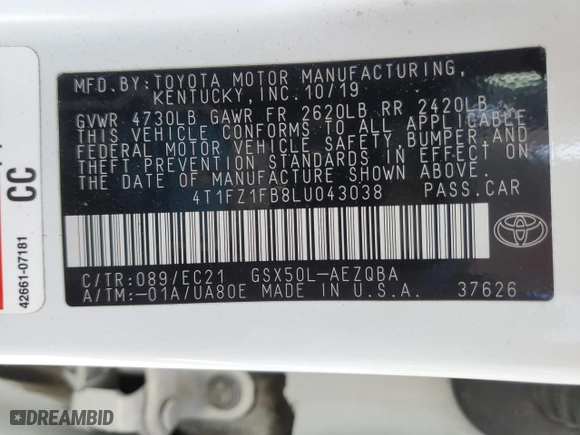 MFD.BY:TOYOTA MOTOR MANUFACTURING,
KENTUCKY, INC. 10/19
GVWR 4730LB GAWR FR 2620LB RR 2420LB
THIS VEHICLE CONFORMS TO ALL APPLICABLE
FEDERAL MOTOR VEHICLE SAFETY,BUMPER,AND
THEFT PREVENTION STANDARDS IN EFFECT ON
THE DATE OF MANUFACTURE SHOWN ABOVE.
4T1FZ1FB8LU043038 PASS.CAR
C/TR:089/EC21 GSX50L-AEZQBA
A/TM:-01A/UA80E MADE IN U.S.A. 37626
CC
42661-07181
DREAMBID